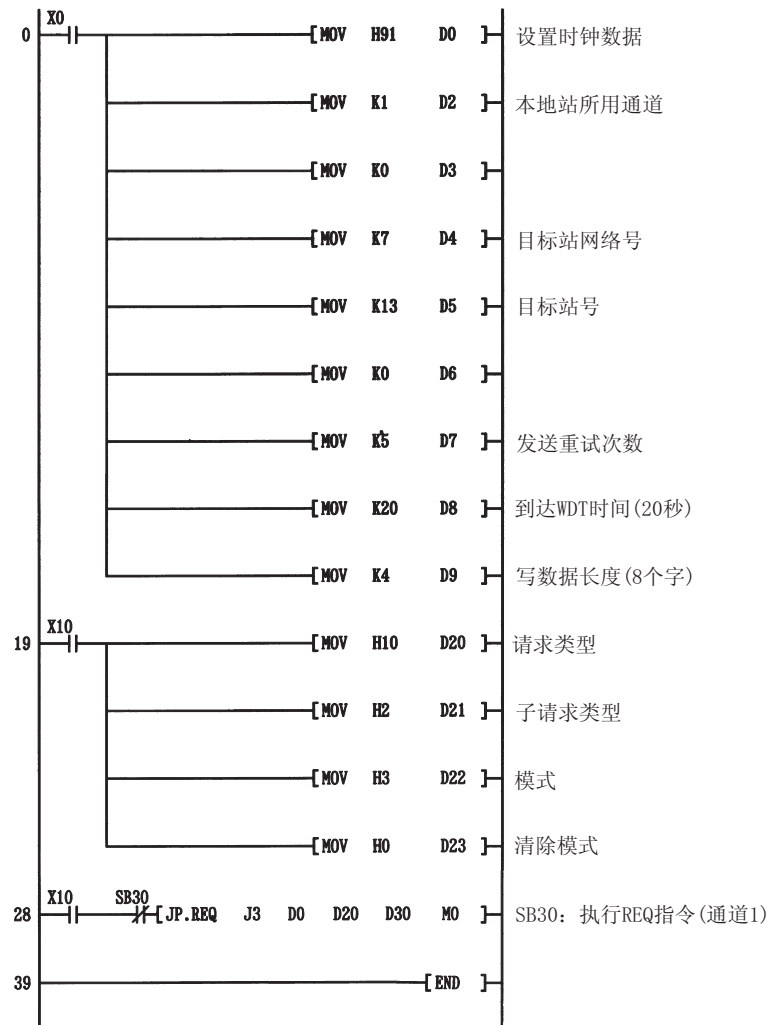 X0
0 [MOV H91 D0 ] 设置时钟数据
[MOV K1 D2 ] 本地站所用通道
[MOV K0 D3 ]
[MOV K7 D4 ] 目标站网络号
[MOV K13 D5 ] 目标站号
[MOV K0 D6 ]
[MOV K5 D7 ] 发送重试次数
[MOV K20 D8 ] 到达WDT时间(20秒)
[MOV K4 D9 ] 写数据长度(8个字)
X10
19 [MOV H10 D20 ] 请求类型
[MOV H2 D21 ] 子请求类型
[MOV H3 D22 ] 模式
[MOV H0 D23 ] 清除模式
X10 SB30
28 [JP.REQ J3 D0 D20 D30 M0 ] SB30：执行REQ指令(通道1)
39 [END ]